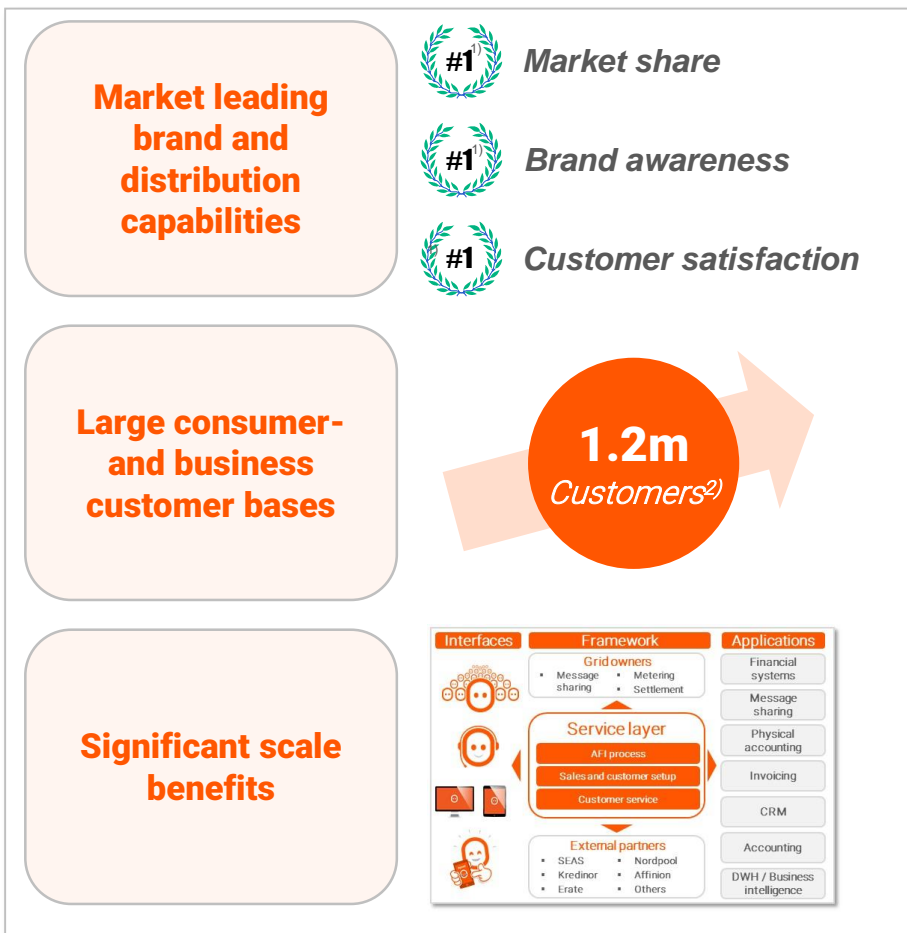 Market leading
brand and
distribution
capabilities
#1 1)
Market share
#1 1)
Brand awareness
#1
Customer satisfaction
Large consumer-
and business
customer bases
1.2m
Customers2)
Significant scale
benefits
Interfaces
Framework
Applications
Grid owners
▪ Message sharing
▪ Metering
▪ Settlement
Service layer
AFI process
Sales and customer setup
Customer service
External partners
▪ SEAS
▪ Nordpool
▪ Kredinor
▪ Affinion
▪ Erate
▪ Others
Financial
systems
Message
sharing
Physical
accounting
Invoicing
CRM
Accounting
DWH / Business
intelligence